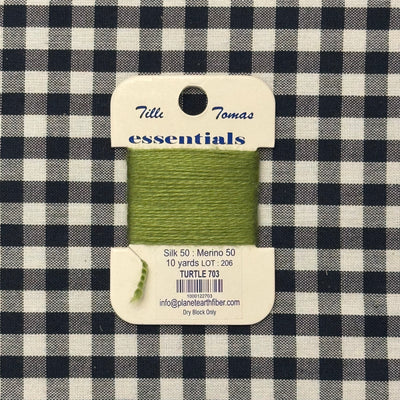 Tilli Tomas
essentials
Silk 50 : Merino 50
10 yards LOT : 206
TURTLE 703
1000122703
info@planetearthfiber.com
Dry Block Only